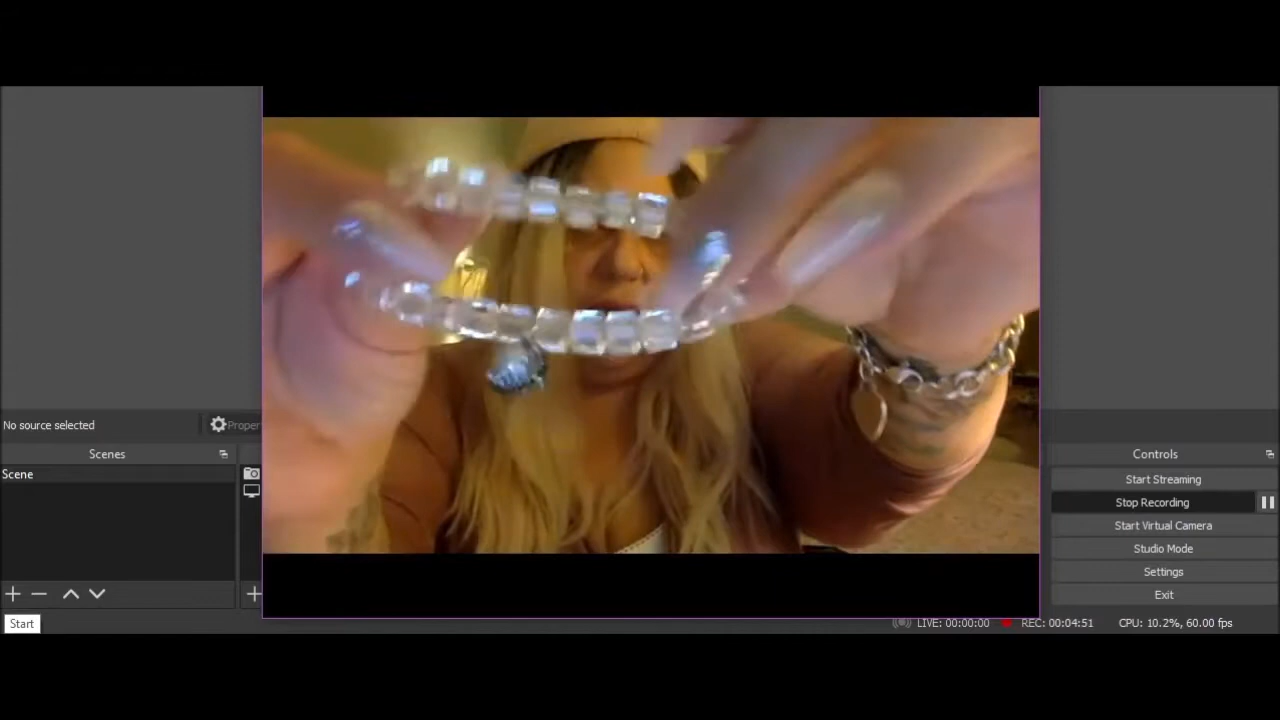 No source selected
Proper
Scenes
Scene
Start
Controls
Start Streaming
Stop Recording
Start Virtual Camera
Studio Mode
Settings
Exit
LIVE: 00:00:00
REC: 00:04:51
CPU: 10.2%, 60.00 fps